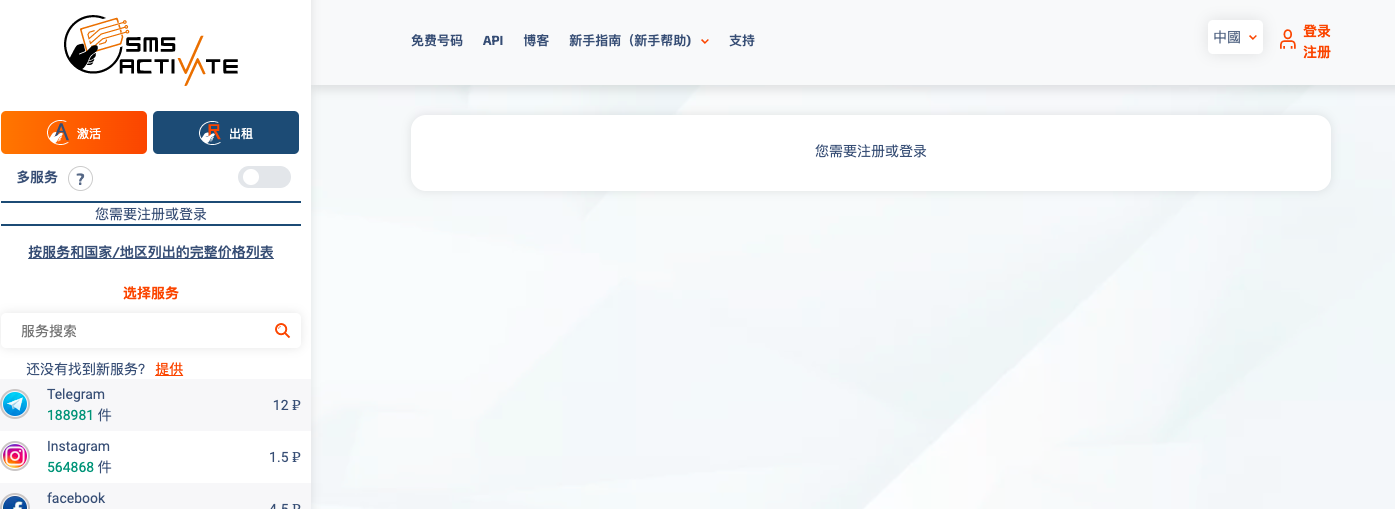 SMS
ACTIVATE
免费号码 API 博客 新手指南（新手帮助) 支持
中國
登录
注册
激活 出租
多服务 ?
您需要注册或登录
您需要注册或登录
按服务和国家/地区列出的完整价格列表
选择服务
服务搜索
还没有找到新服务? 提供
Telegram
188981 件
12 ₽
Instagram
564868 件
1.5 ₽
facebook
4.5 ₽